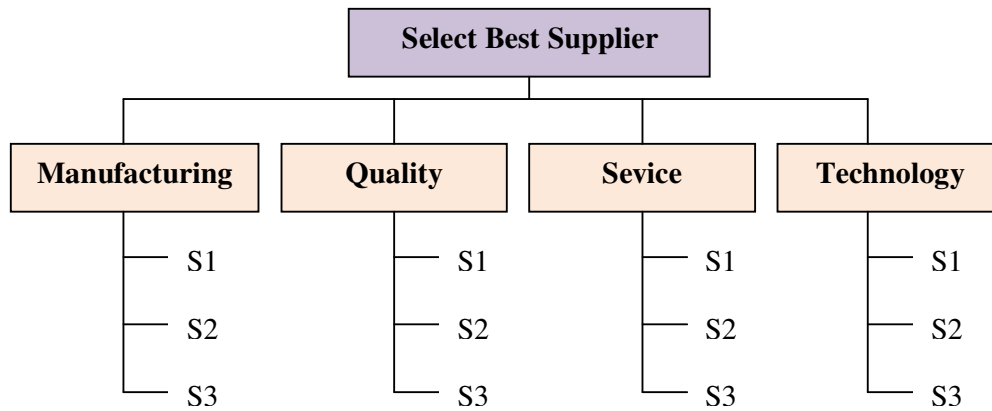 Select Best Supplier
Manufacturing
Quality
Sevice
Technology
S1
S1
S1
S1
S2
S2
S2
S2
S3
S3
S3
S3